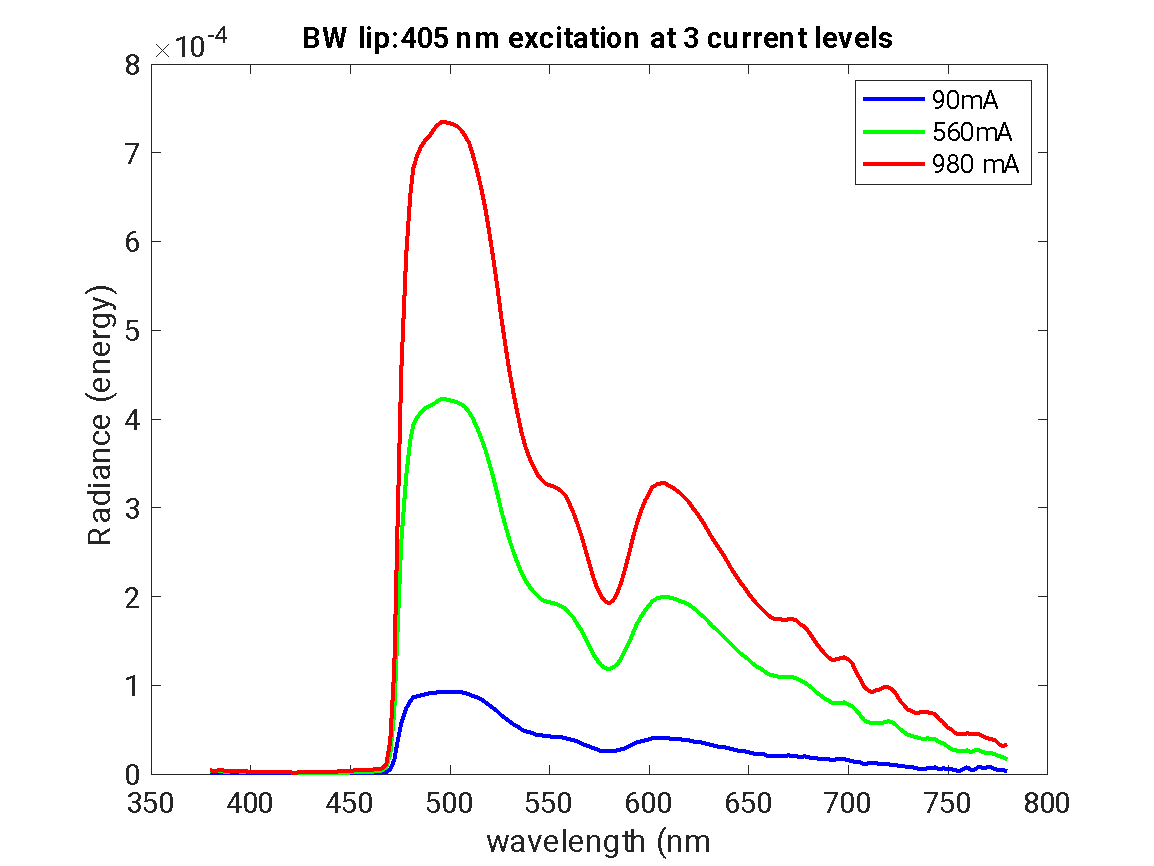 BW lip:405 nm excitation at 3 current levels
×10-4
8
7
6
5
4
3
2
1
0
Radiance (energy)
350 400 450 500 550 600 650 700 750 800
wavelength (nm
90mA
560mA
980 mA